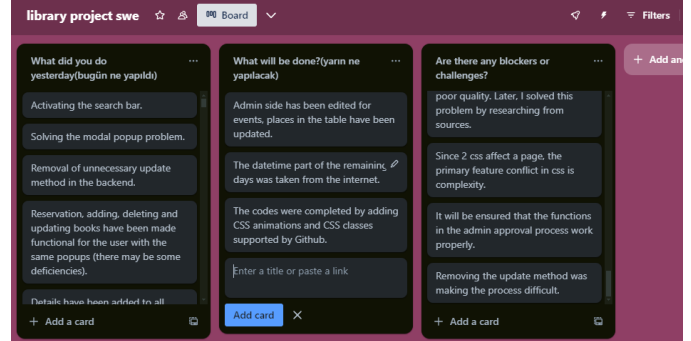 library project swe
Board
Filters
What did you do
yesterday(bugün ne yapıldı)
Activating the search bar.
Solving the modal popup problem.
Removal of unnecessary update
method in the backend.
Reservation, adding, deleting and
updating books have been made
functional for the user with the
same popups (there may be some
deficiencies).
Details have been added to all
+ Add a card
What will be done?(yarın ne
yapılacak)
Admin side has been edited for
events, places in the table have been
updated.
The datetime part of the remaining
days was taken from the internet.
The codes were completed by adding
CSS animations and CSS classes
supported by Github.
Enter a title or paste a link
Add card
Are there any blockers or
challenges?
poor quality. Later, I solved this
problem by researching from
sources.
Since 2 css affect a page, the
primary feature conflict in css is
complexity.
It will be ensured that the functions
in the admin approval process work
properly.
Removing the update method was
making the process difficult.
+ Add a card
+ Add